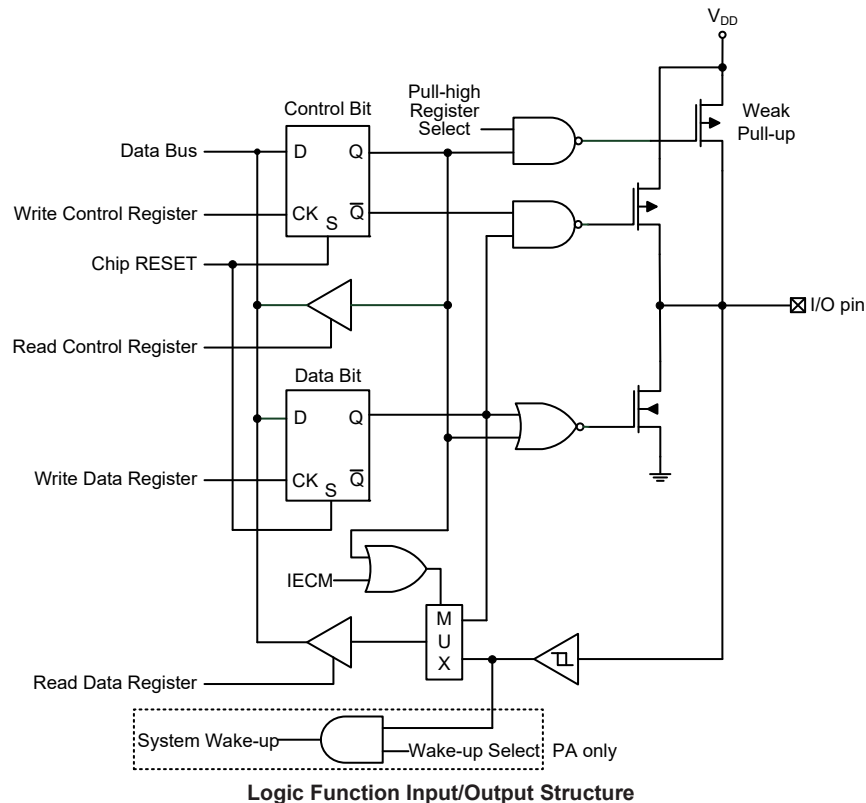 V_DD
Pull-high
Register
Select
Control Bit
Weak
Pull-up
Data Bus
D
Q
Write Control Register
CK
Q̅
S
Chip RESET
I/O pin
Read Control Register
Data Bit
D
Q
Write Data Register
CK
Q̅
S
IECM
M
U
X
Read Data Register
System Wake-up
Wake-up Select
PA only
Logic Function Input/Output Structure